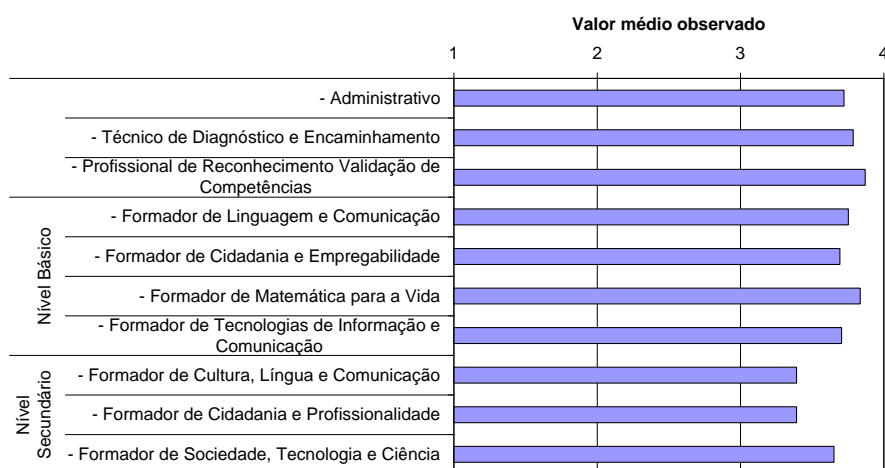 Valor médio observado
1 2 3 4
- Administrativo
- Técnico de Diagnóstico e Encaminhamento
- Profissional de Reconhecimento Validação de
Competências
Nível Básico
- Formador de Linguagem e Comunicação
- Formador de Cidadania e Empregabilidade
- Formador de Matemática para a Vida
- Formador de Tecnologias de Informação e
Comunicação
Nível
Secundário
- Formador de Cultura, Língua e Comunicação
- Formador de Cidadania e Profissionalidade
- Formador de Sociedade, Tecnologia e Ciência